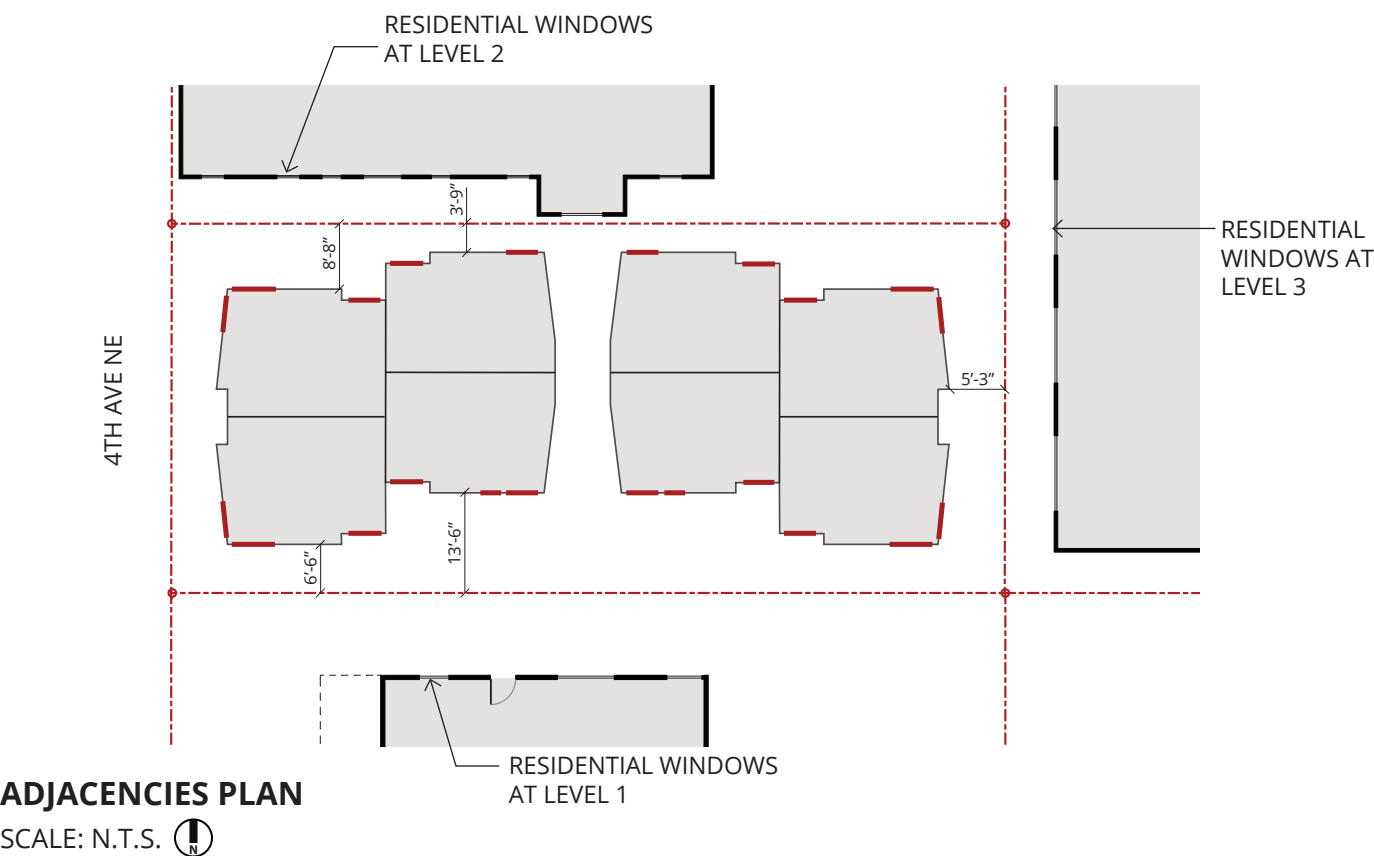 RESIDENTIAL WINDOWS
AT LEVEL 2
3’-9”
8’-8”
RESIDENTIAL
WINDOWS AT
LEVEL 3
4TH AVE NE
5’-3”
13’-6”
6’-6”
RESIDENTIAL WINDOWS
AT LEVEL 1
ADJACENCIES PLAN
SCALE: N.T.S.
N